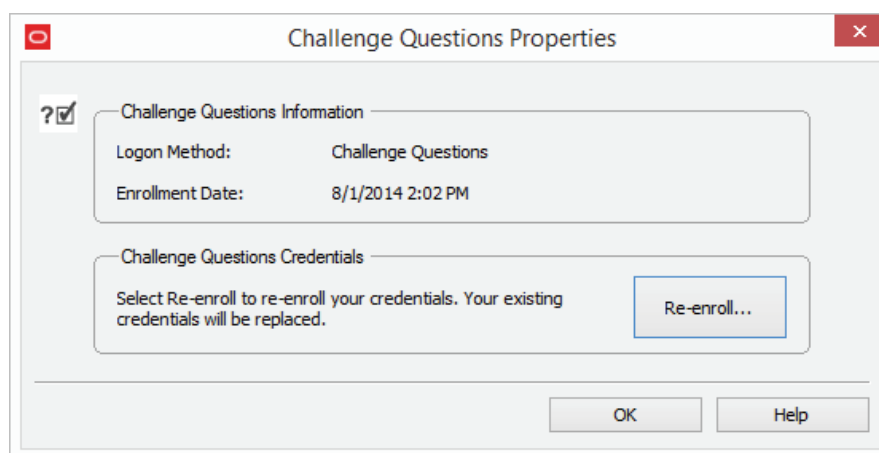 Challenge Questions Properties
Challenge Questions Information
Logon Method: Challenge Questions
Enrollment Date: 8/1/2014 2:02 PM
Challenge Questions Credentials
Select Re-enroll to re-enroll your credentials. Your existing
credentials will be replaced.
Re-enroll...
OK Help